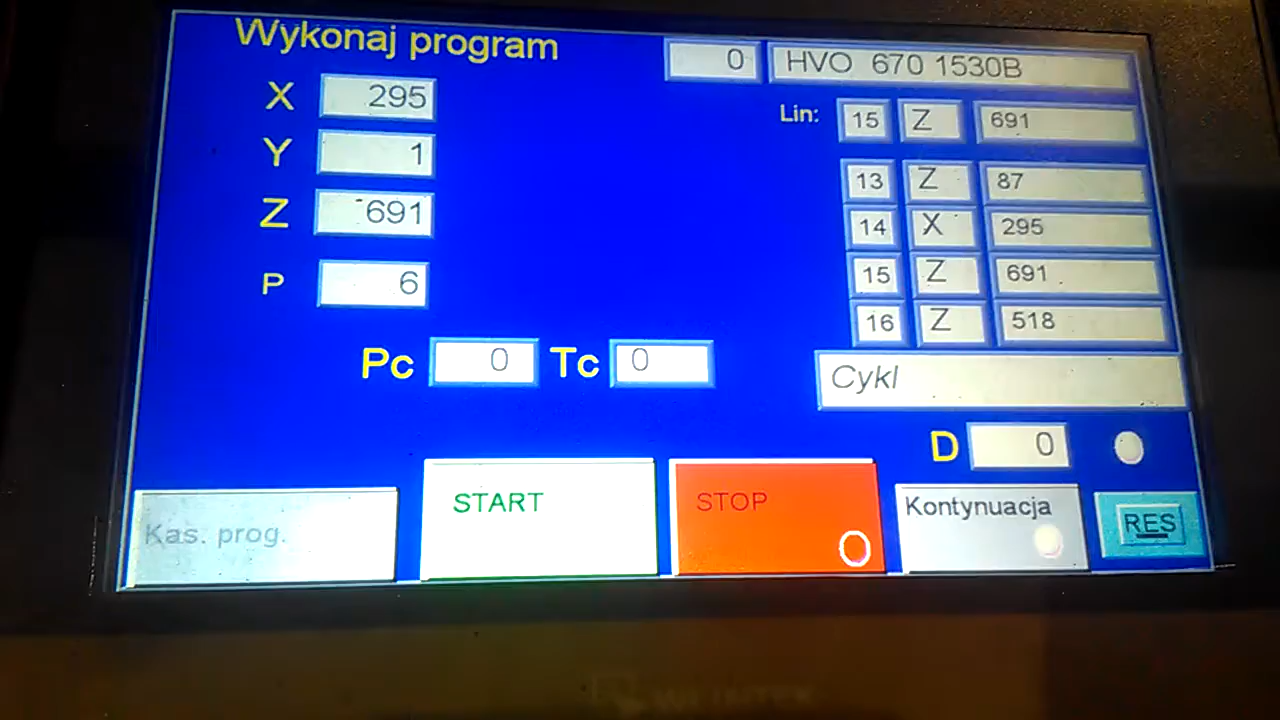 Wykonaj program
0 HVO 670 1530B
X 295
Lin: 15 Z 691
Y 1
13 Z 87
Z 691
14 X 295
P 6
15 Z 691
16 Z 518
Pc 0 Tc 0
Cykl
D 0
START
STOP
Kontynuacja
RES
Kas. prog.